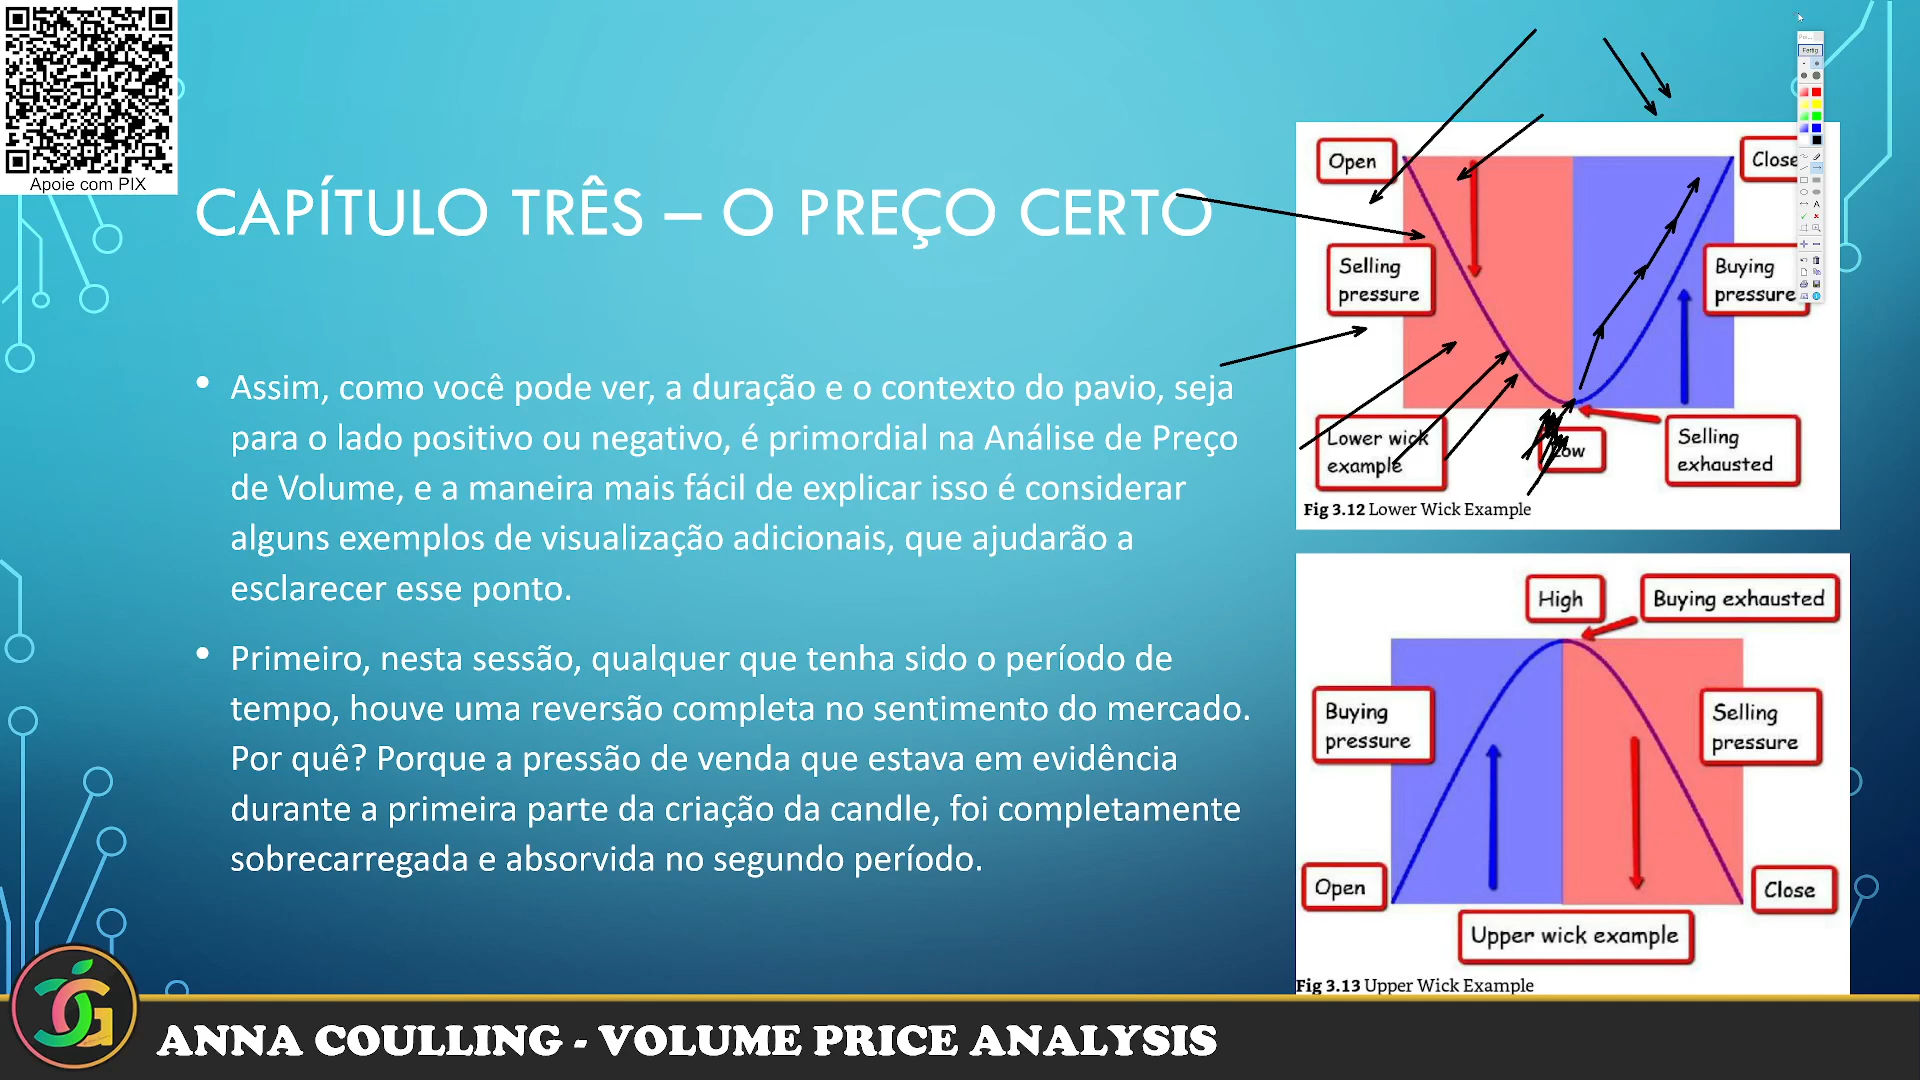 Apoie com PIX
CAPÍTULO TRÊS – O PREÇO CERTO
• Assim, como você pode ver, a duração e o contexto do pavio, seja
para o lado positivo ou negativo, é primordial na Análise de Preço
de Volume, e a maneira mais fácil de explicar isso é considerar
alguns exemplos de visualização adicionais, que ajudarão a
esclarecer esse ponto.
• Primeiro, nesta sessão, qualquer que tenha sido o período de
tempo, houve uma reversão completa no sentimento do mercado.
Por quê? Porque a pressão de venda que estava em evidência
durante a primeira parte da criação da candle, foi completamente
sobrecarregada e absorvida no segundo período.
Open
Close
Selling
pressure
Buying
pressure
Lower wick
example
Low
Selling
exhausted
Fig 3.12 Lower Wick Example
High
Buying exhausted
Buying
pressure
Selling
pressure
Open
Close
Upper wick example
Fig 3.13 Upper Wick Example
Fertig
ANNA COULLING - VOLUME PRICE ANALYSIS